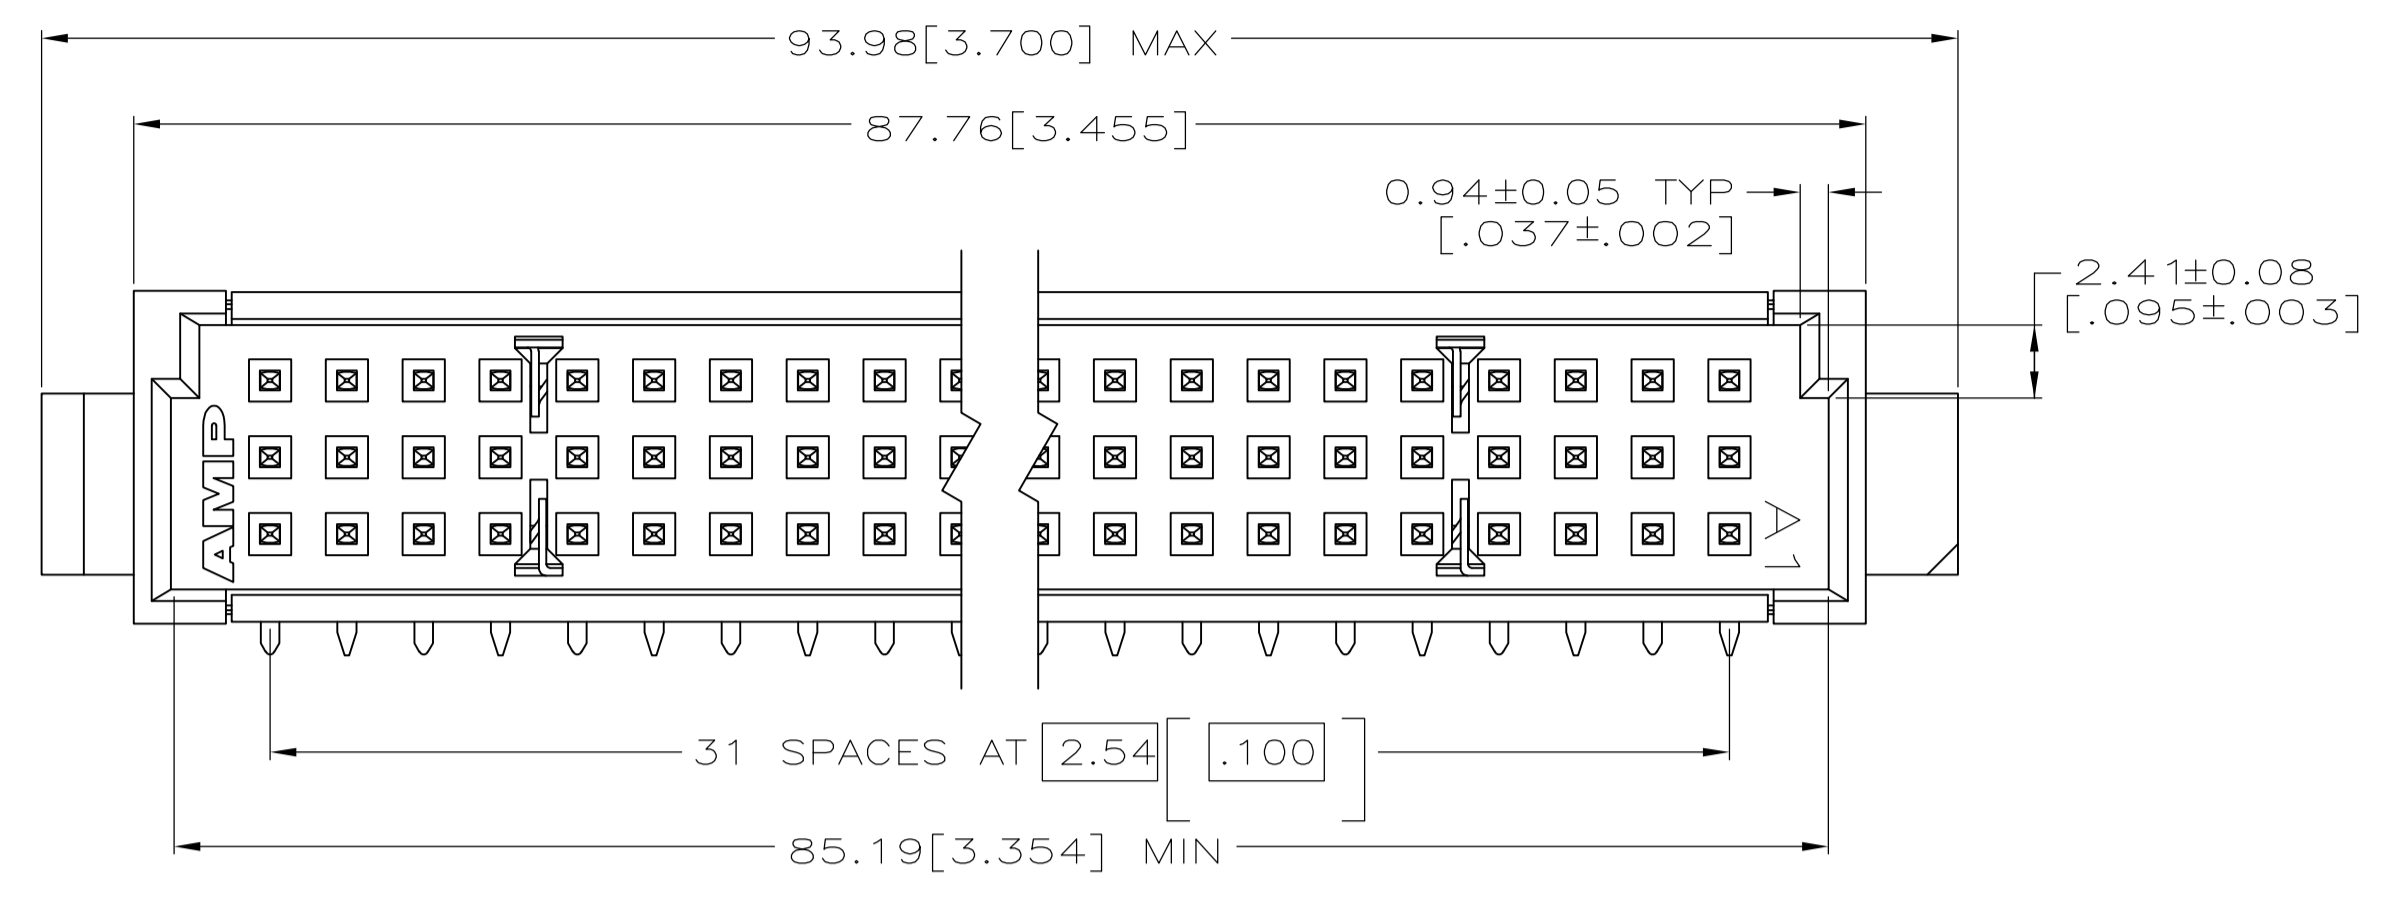 93.98[3.700] MAX
87.76[3.455]
0.94±0.05 TYP
[.037±.002]
2.41±0.08
[.095±.003]
AMP
A1
31 SPACES AT 2.54[.100]
85.19[3.354] MIN